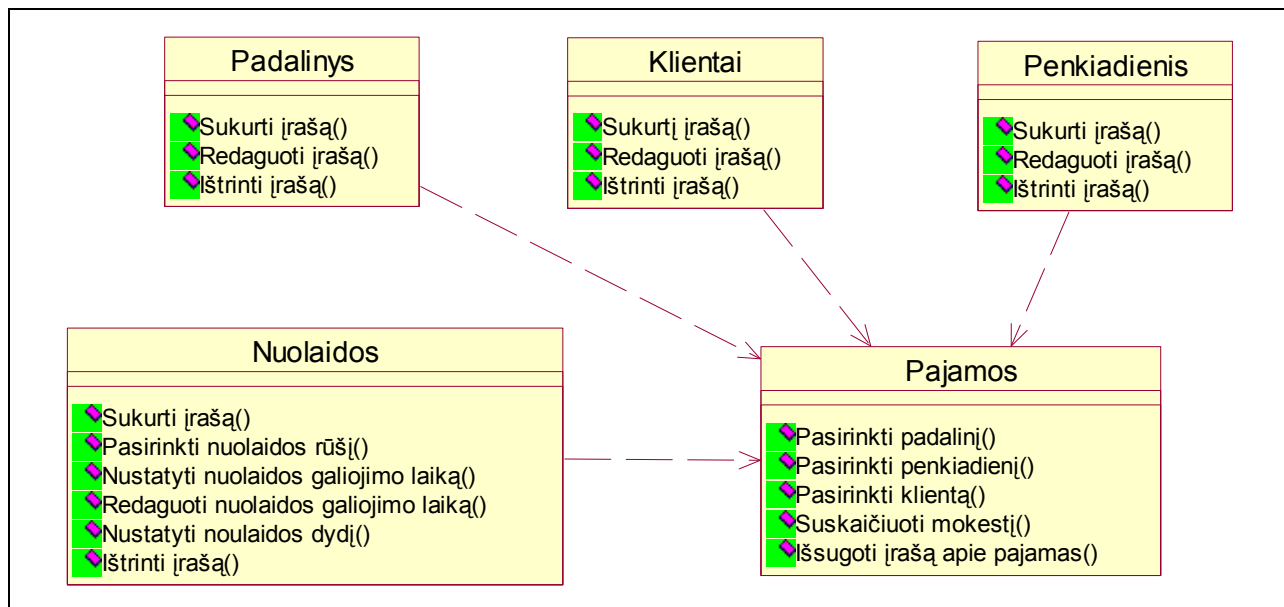 Padalinys
Sukurti įrašą()
Redaguoti įrašą()
Ištrinti įrašą()
Klientai
Sukurtį įrašą()
Redaguoti įrašą()
Ištrinti įrašą()
Penkiadienis
Sukurti įrašą()
Redaguoti įrašą()
Ištrinti įrašą()
Nuolaidos
Sukurti įrašą()
Pasirinkti nuolaidos rūšį()
Nustatyti nuolaidos galiojimo laiką()
Redaguoti nuolaidos galiojimo laiką()
Nustatyti noulaidos dydį()
Ištrinti įrašą()
Pajamos
Pasirinkti padalinį()
Pasirinkti penkiadienį()
Pasirinkti klientą()
Suskaičiuoti mokestį()
Išsugoti įrašą apie pajamas()